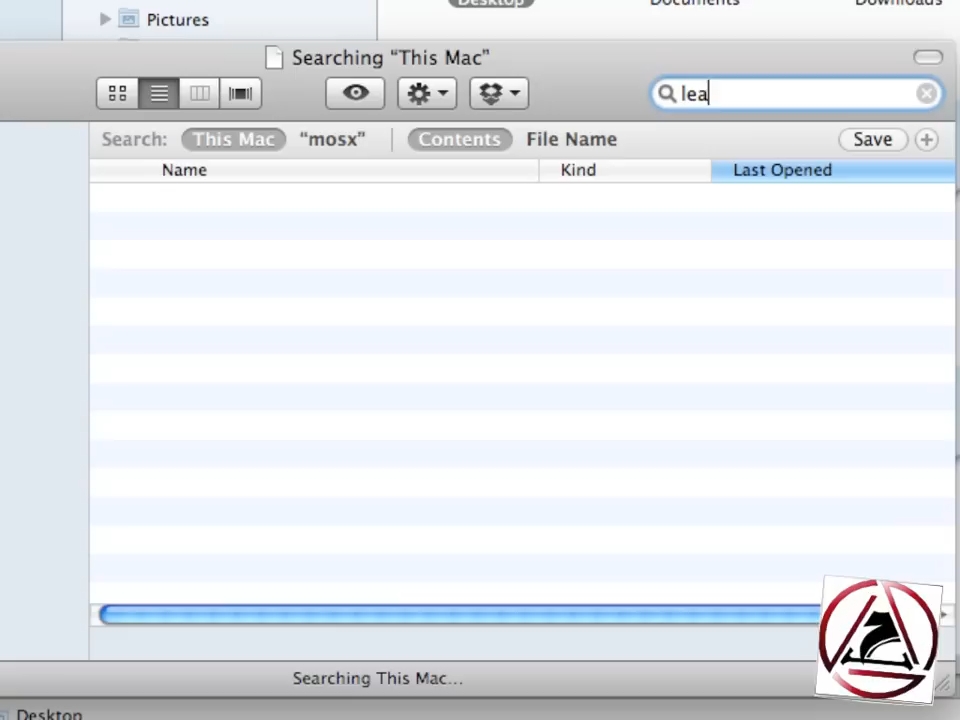 Desktop
Documents
Downloads
Pictures
Searching “This Mac”
lea
Search:
This Mac
“mosx”
Contents
File Name
Save
Name
Kind
Last Opened
Searching This Mac...
Desktop